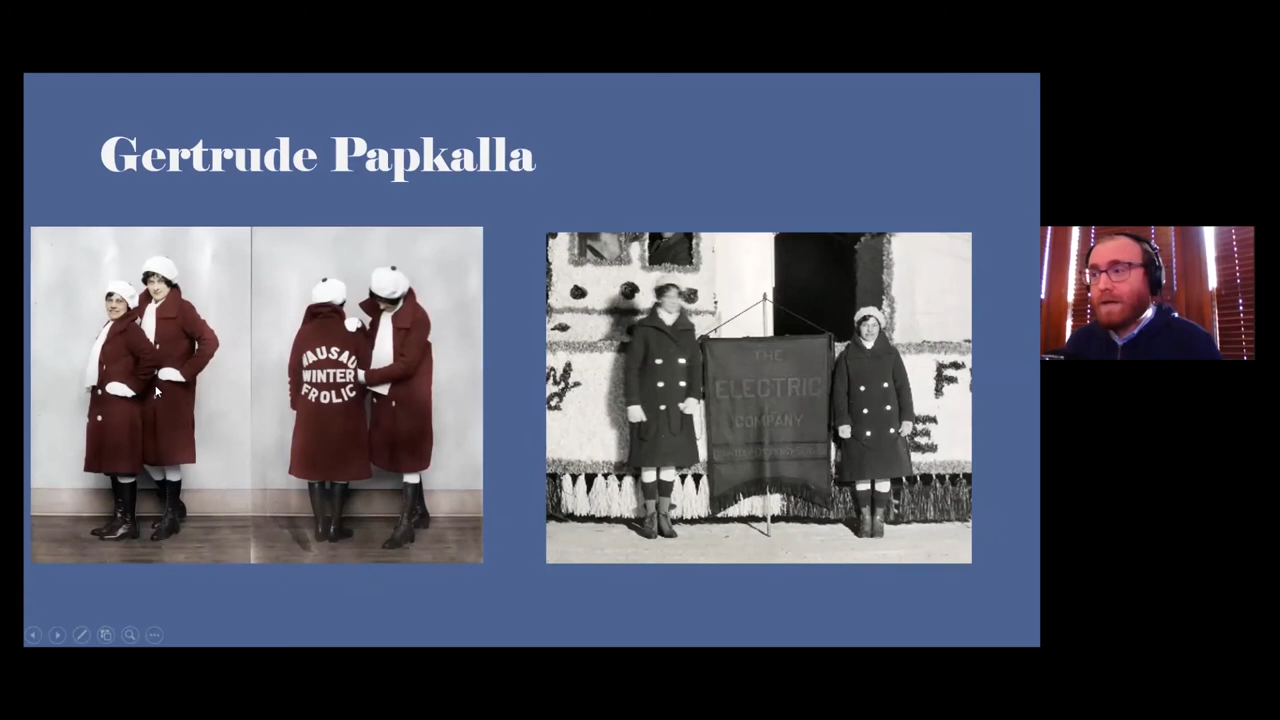 Gertrude Papkalla
WAUSAU
WINTER
FROLIC
THE
ELECTRIC
COMPANY